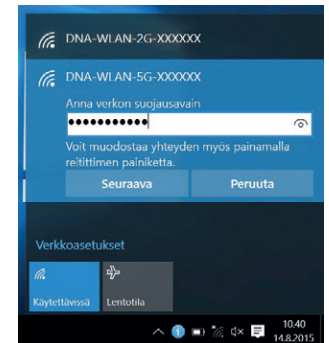 DNA-WLAN-2G-XXXXXX
DNA-WLAN-5G-XXXXXX
Anna verkon suojausavain
●●●●●●●●●●●
Voit muodostaa yhteyden myös painamalla
reitittimen painiketta.
Seuraava Peruuta
Verkkoasetukset
Käytettävissä Lentotila
10.40
14.8.2015